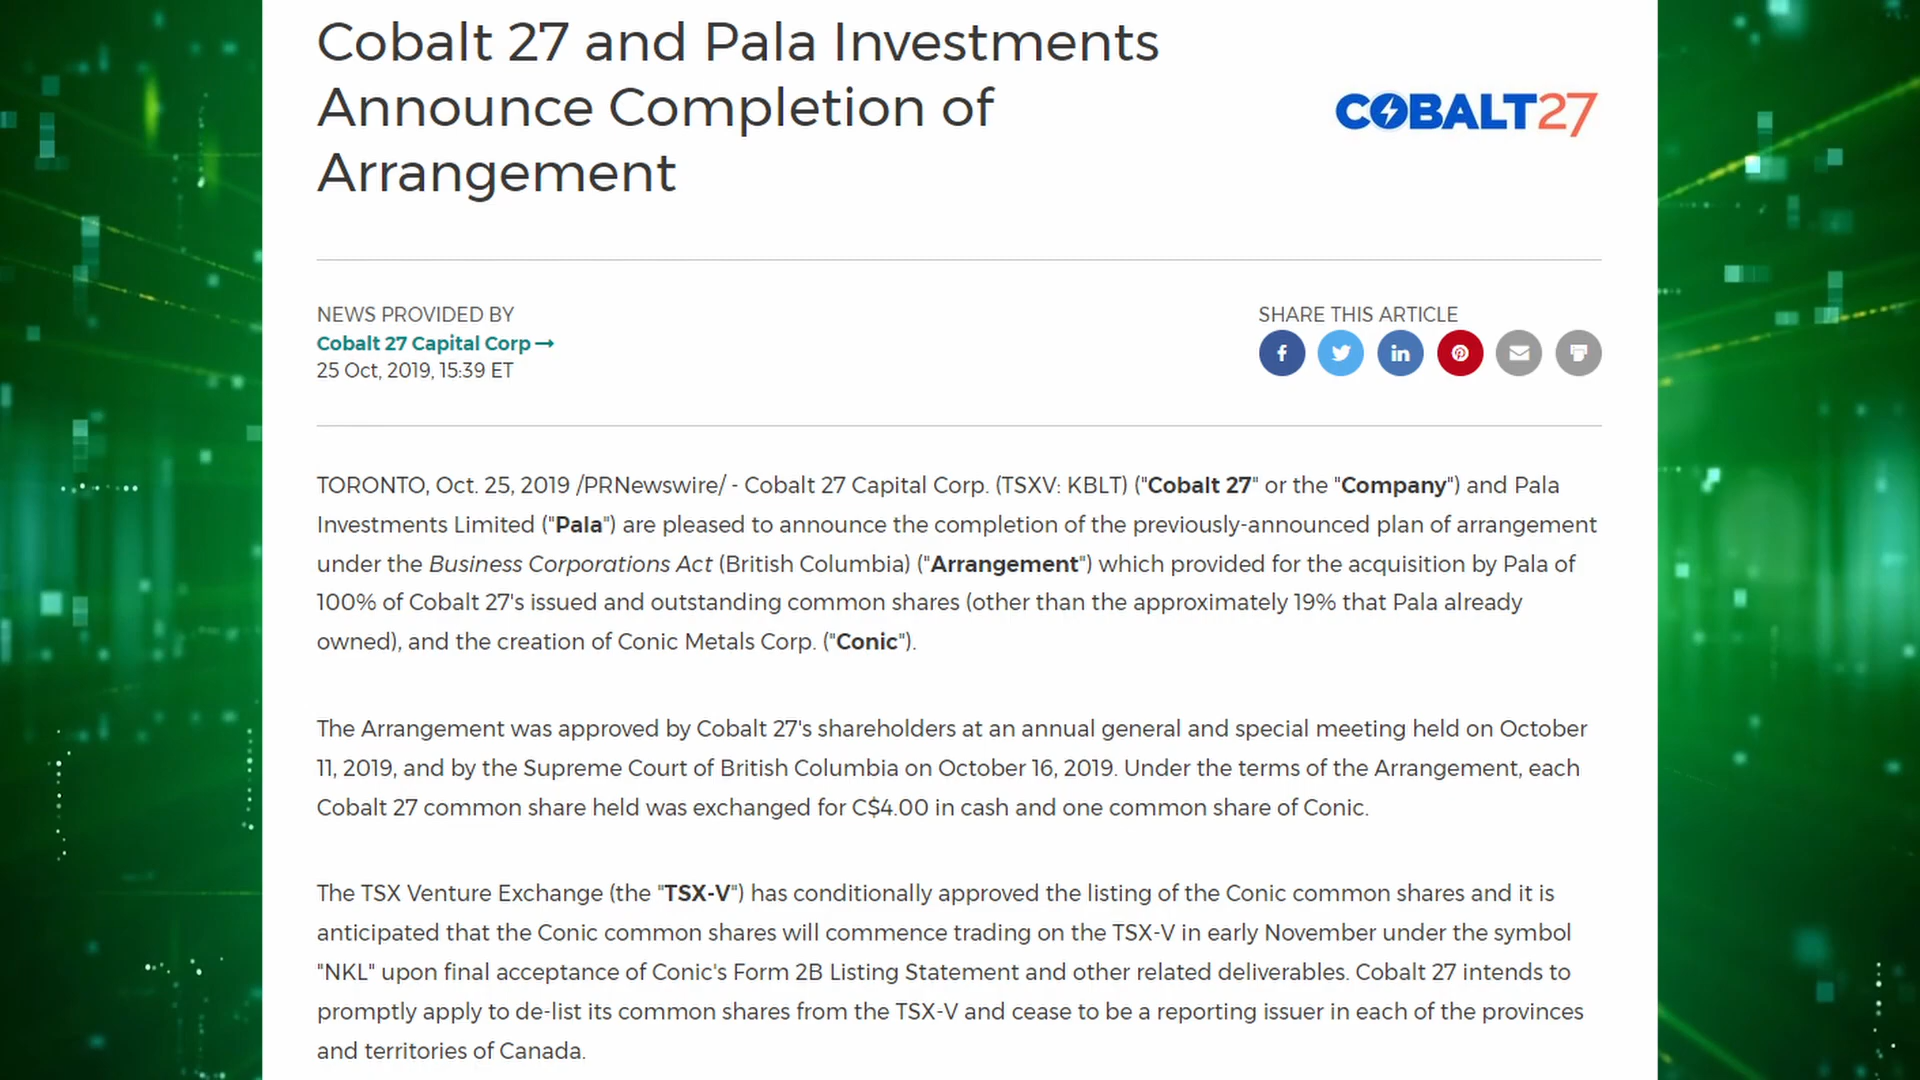 Cobalt 27 and Pala Investments
Announce Completion of
Arrangement
COBALT27
NEWS PROVIDED BY
Cobalt 27 Capital Corp →
25 Oct, 2019, 15:39 ET
SHARE THIS ARTICLE
TORONTO, Oct. 25, 2019 /PRNewswire/ - Cobalt 27 Capital Corp. (TSXV: KBLT) ("Cobalt 27" or the "Company") and Pala
Investments Limited ("Pala") are pleased to announce the completion of the previously-announced plan of arrangement
under the Business Corporations Act (British Columbia) ("Arrangement") which provided for the acquisition by Pala of
100% of Cobalt 27's issued and outstanding common shares (other than the approximately 19% that Pala already
owned), and the creation of Conic Metals Corp. ("Conic").
The Arrangement was approved by Cobalt 27's shareholders at an annual general and special meeting held on October
11, 2019, and by the Supreme Court of British Columbia on October 16, 2019. Under the terms of the Arrangement, each
Cobalt 27 common share held was exchanged for C$4.00 in cash and one common share of Conic.
The TSX Venture Exchange (the "TSX-V") has conditionally approved the listing of the Conic common shares and it is
anticipated that the Conic common shares will commence trading on the TSX-V in early November under the symbol
"NKL" upon final acceptance of Conic's Form 2B Listing Statement and other related deliverables. Cobalt 27 intends to
promptly apply to de-list its common shares from the TSX-V and cease to be a reporting issuer in each of the provinces
and territories of Canada.